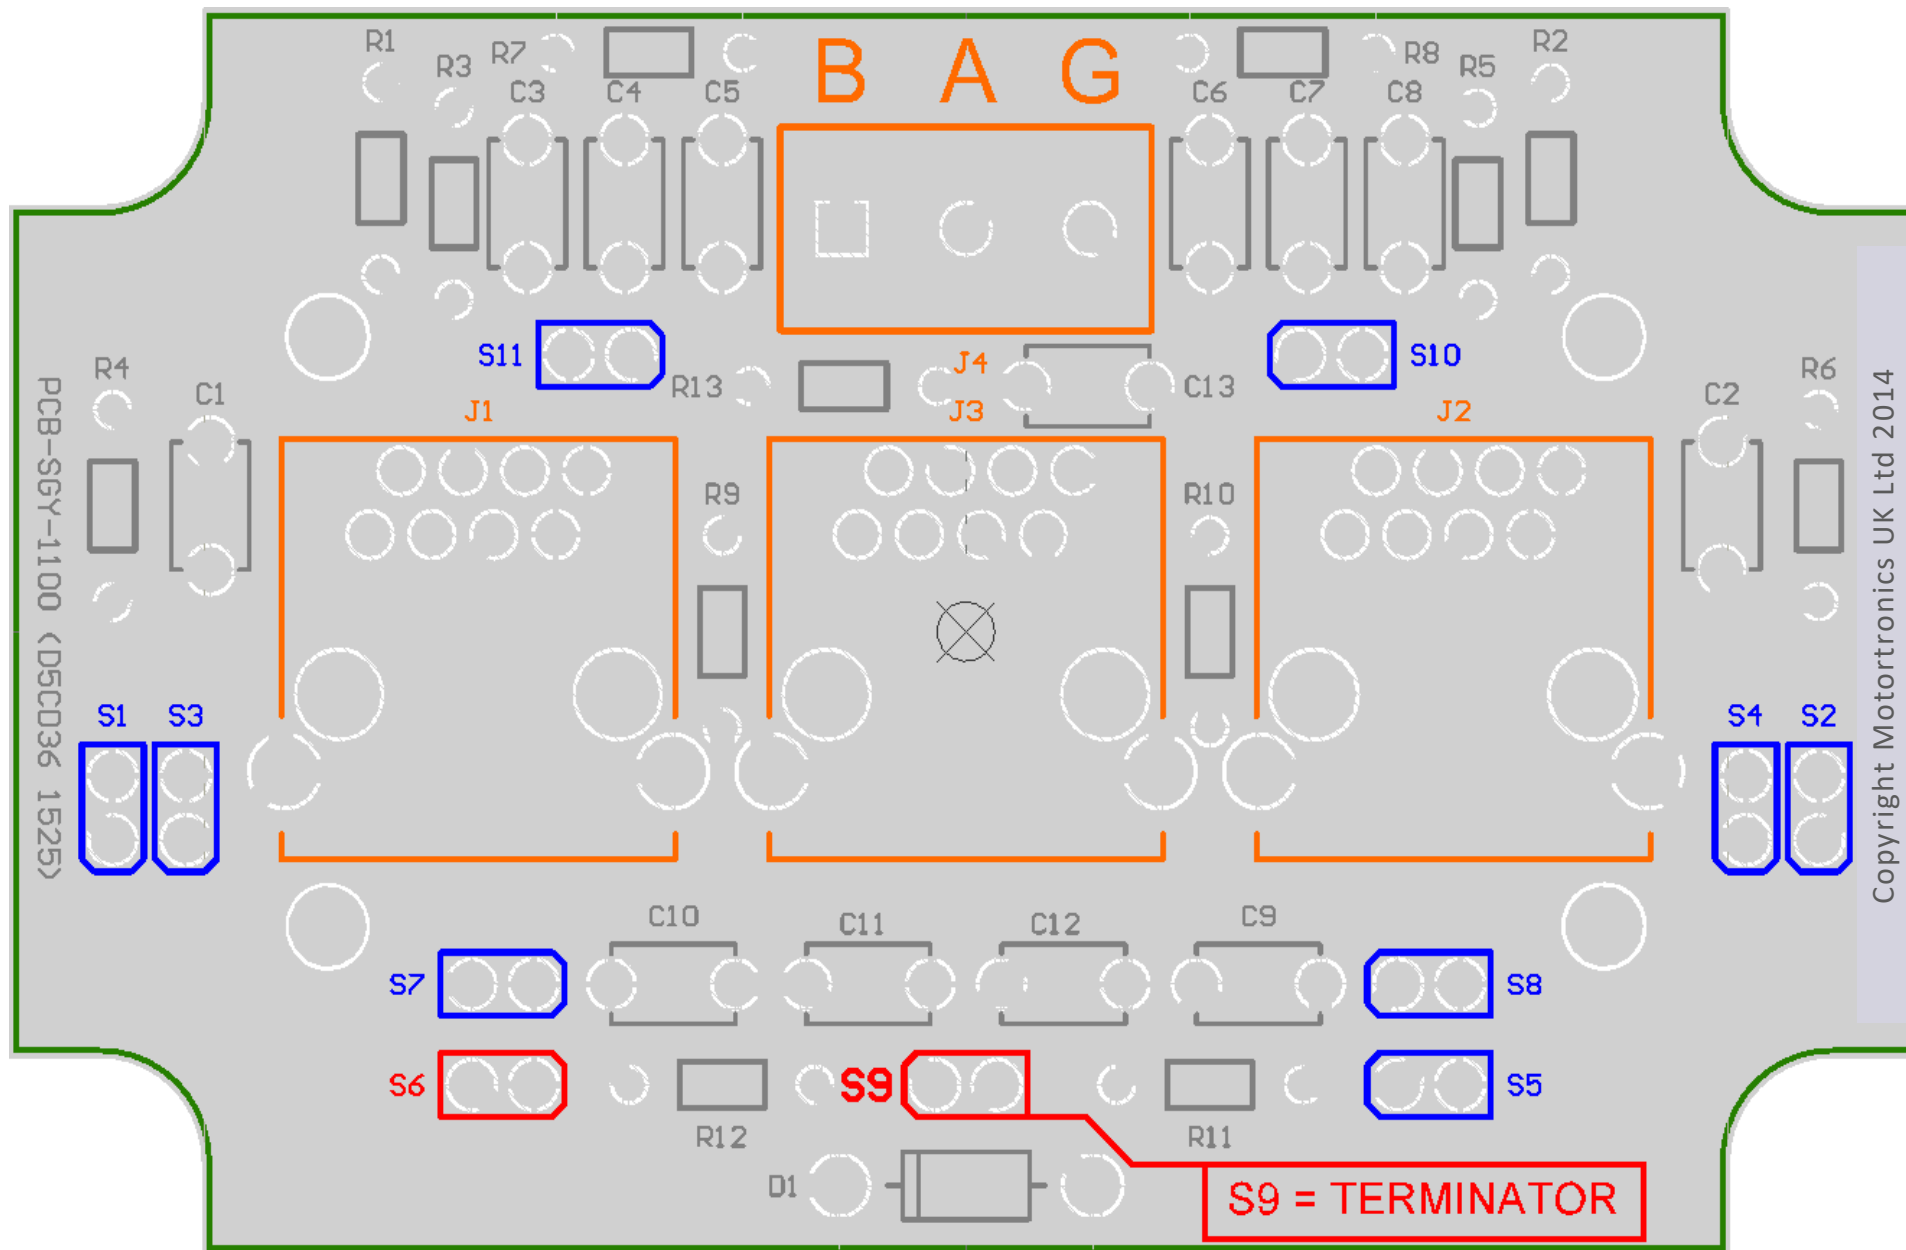 R1
R3
R7
B A G
R8
R5
R2
C3
C4
C5
C6
C7
C8
S11
S10
J4
R13
C13
R4
C1
J1
J3
J2
C2
R6
R9
R10
PCB-SGY-1100 (D5CD36 1525)
Copyright Motortronics UK Ltd 2014
S1
S3
S4
S2
C10
C11
C12
C9
S7
S8
S6
S9
S5
R12
R11
D1
S9 = TERMINATOR